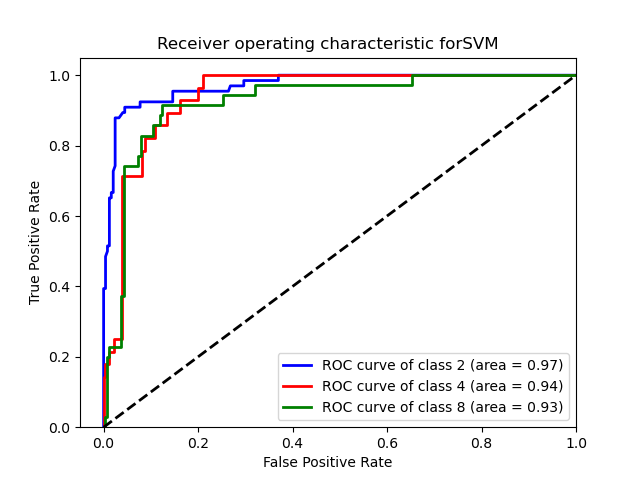 Receiver operating characteristic forSVM
True Positive Rate
1.0
0.8
0.6
0.4
0.2
0.0
ROC curve of class 2 (area = 0.97)
ROC curve of class 4 (area = 0.94)
ROC curve of class 8 (area = 0.93)
0.0 0.2 0.4 0.6 0.8 1.0
False Positive Rate